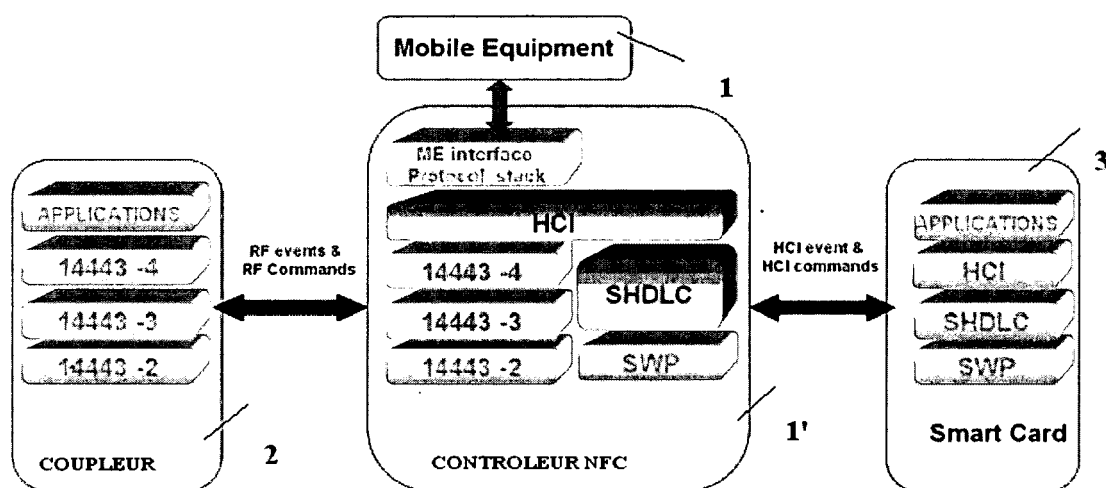 Mobile Equipment
1
ME interface
Protocol stack
HCI
14443 -4
14443 -3
14443 -2
SHDLC
SWP
1'
CONTROLEUR NFC
APPLICATIONS
14443 -4
14443 -3
14443 -2
2
COUPLEUR
RF events &
RF Commands
HCI event &
HCI commands
3
APPLICATIONS
HCI
SHDLC
SWP
Smart Card